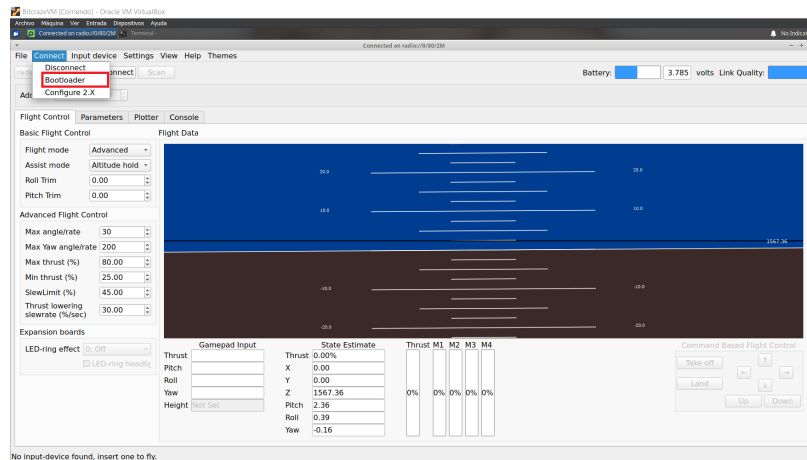 BitcrazeVM [Corriendo] - Oracle VM VirtualBox
Archivo Máquina Ver Entrada Dispositivos Ayuda
Connected on radio://0/80/2M Terminal -
No Indicat
Connected on radio://0/80/2M
File Connect Input device Settings View Help Themes
Disconnect
nnect Scan
Battery: 3.785 volts Link Quality:
Bootloader
Configure 2.X
Flight Control Parameters Plotter Console
Basic Flight Control Flight Data
Flight mode Advanced
Assist mode Altitude hold
Roll Trim 0.00
Pitch Trim 0.00
Advanced Flight Control
Max angle/rate 30
Max Yaw angle/rate 200
Max thrust (%) 80.00
Min thrust (%) 25.00
SlewLimit (%) 45.00
Thrust lowering
slewrate (%/sec) 30.00
Expansion boards
LED-ring effect 0: Off
LED-ring headlig
20.0 20.0
10.0 10.0
1567.36
-10.0 -10.0
-20.0 -20.0
Gamepad Input State Estimate Thrust M1 M2 M3 M4
Thrust Thrust 0.00%
Pitch X 0.00
Roll Y 0.00
Yaw Z 1567.36
Height Not Set Pitch 2.36
Roll 0.39
Yaw -0.16
0% 0% 0% 0% 0%
Command Based Flight Control
Take off ↑
← →
Land ↓
Up Down
No input-device found, insert one to fly.